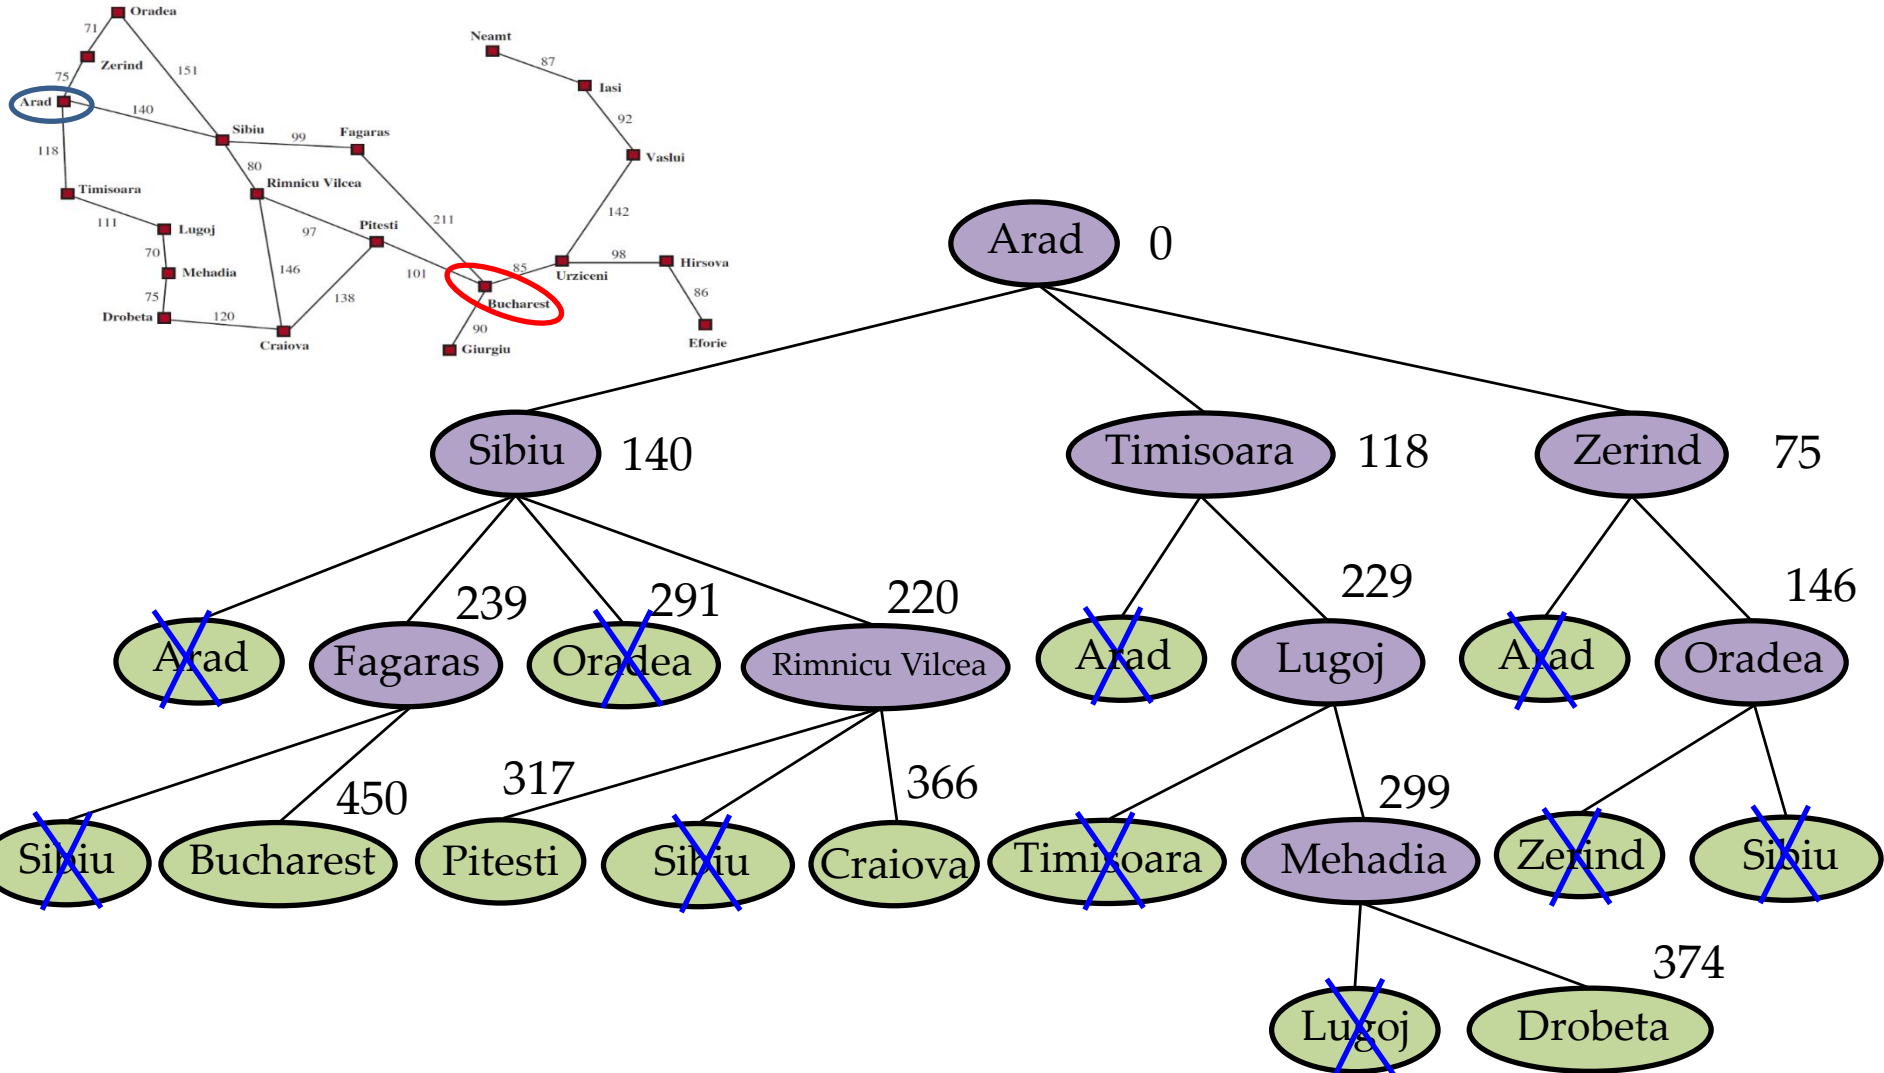 Oradea
71
Neamt
Zerind
87
151
75
Iasi
Arad
140
92
Sibiu
99
Fagaras
118
Vaslui
80
Timisoara
Rimnicu Vilcea
111
211
142
Lugoj
97
Pitesti
70
98
146
101
85
Hirsova
Mehadia
Urziceni
75
138
86
Bucharest
Drobeta
120
90
Craiova
Giurgiu
Eforie
Arad 0
Sibiu 140
Timisoara 118
Zerind 75
239
291
220
229
146
Arad
Fagaras
Oradea
Rimnicu Vilcea
Arad
Lugoj
Arad
Oradea
450
317
366
299
Sibiu
Bucharest
Pitesti
Sibiu
Craiova
Timisoara
Mehadia
Zerind
Sibiu
374
Lugoj
Drobeta